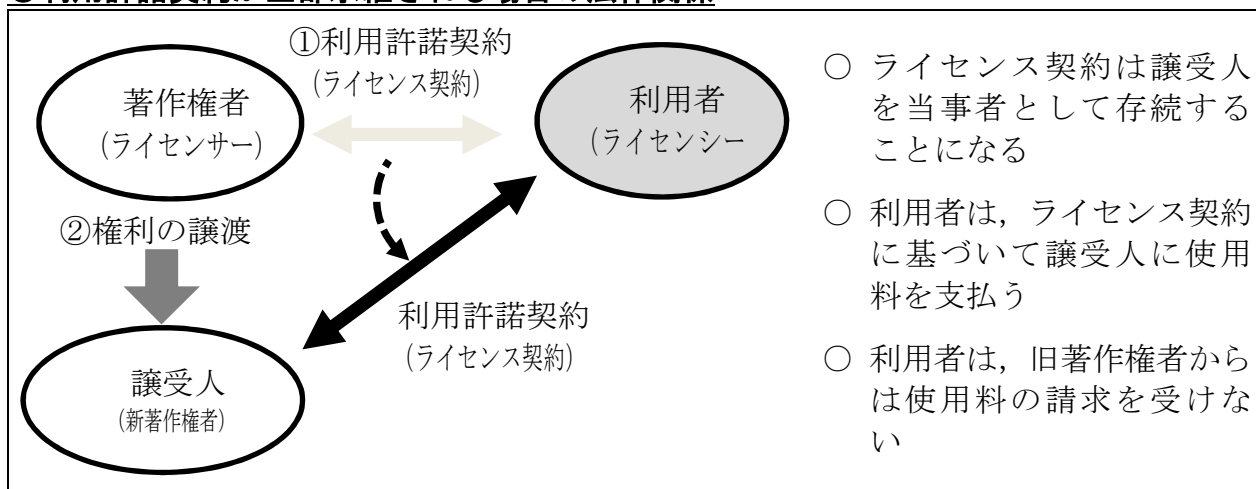 ①利用許諾契約
(ライセンス契約)
著作権者
(ライセンサー)
利用者
(ライセンシー
②権利の譲渡
利用許諾契約
(ライセンス契約)
譲受人
(新著作権者)
○ ライセンス契約は譲受人
を当事者として存続する
ことになる
○ 利用者は，ライセンス契約
に基づいて譲受人に使用
料を支払う
○ 利用者は，旧著作権者から
は使用料の請求を受けな
い